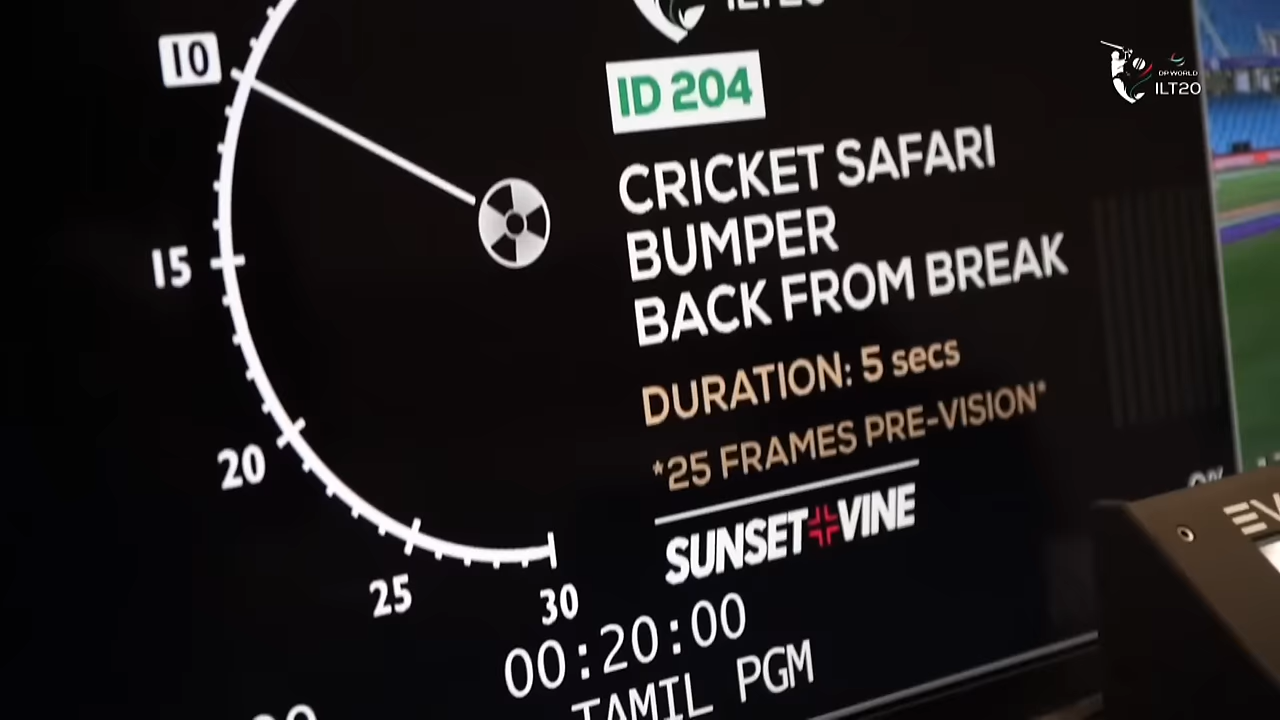 ILT20
10
ID 204
DP WORLD
ILT20
CRICKET SAFARI
BUMPER
BACK FROM BREAK
15
DURATION: 5 secs
*25 FRAMES PRE-VISION*
20
SUNSET+VINE
25
30
00:20:00
TAMIL PGM